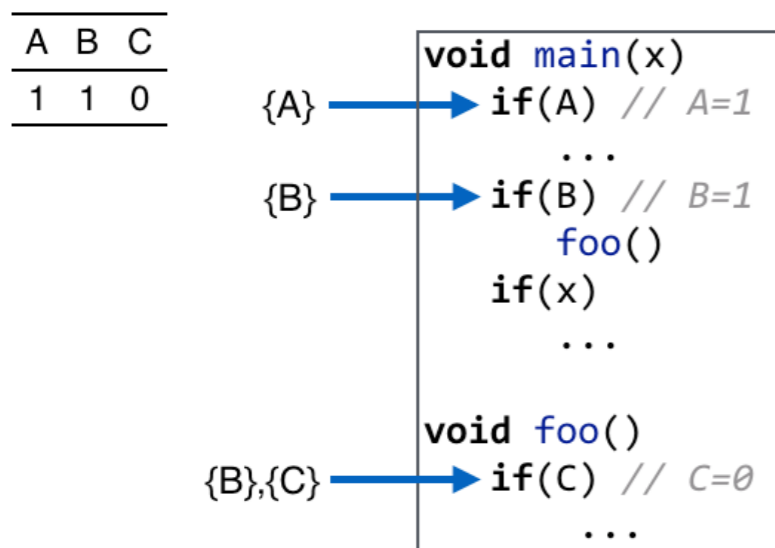 A B C
1 1 0
void main(x)
{A} if(A) // A=1
...
{B} if(B) // B=1
foo()
if(x)
...
void foo()
{B},{C} if(C) // C=0
...